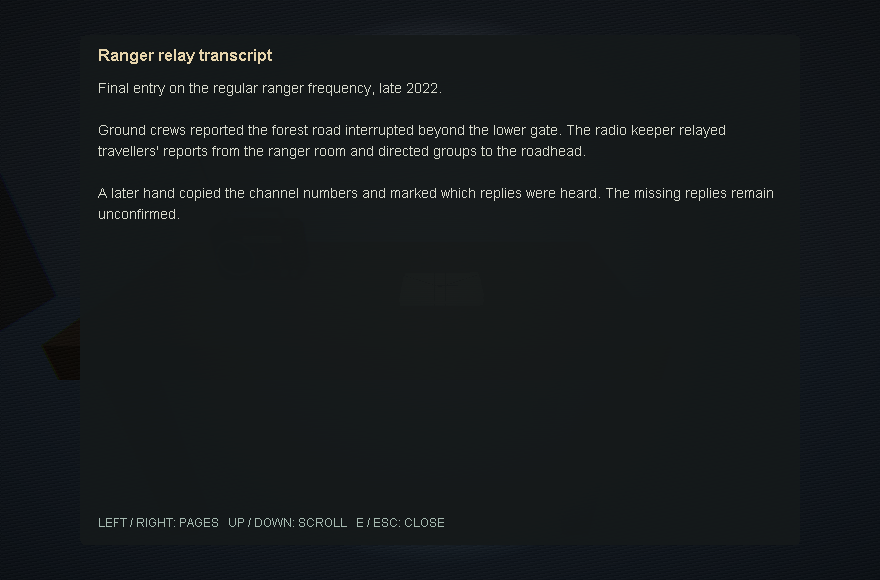 Ranger relay transcript
Final entry on the regular ranger frequency, late 2022.
Ground crews reported the forest road interrupted beyond the lower gate. The radio keeper relayed
travellers' reports from the ranger room and directed groups to the roadhead.
A later hand copied the channel numbers and marked which replies were heard. The missing replies remain
unconfirmed.
LEFT / RIGHT: PAGES   UP / DOWN: SCROLL   E / ESC: CLOSE